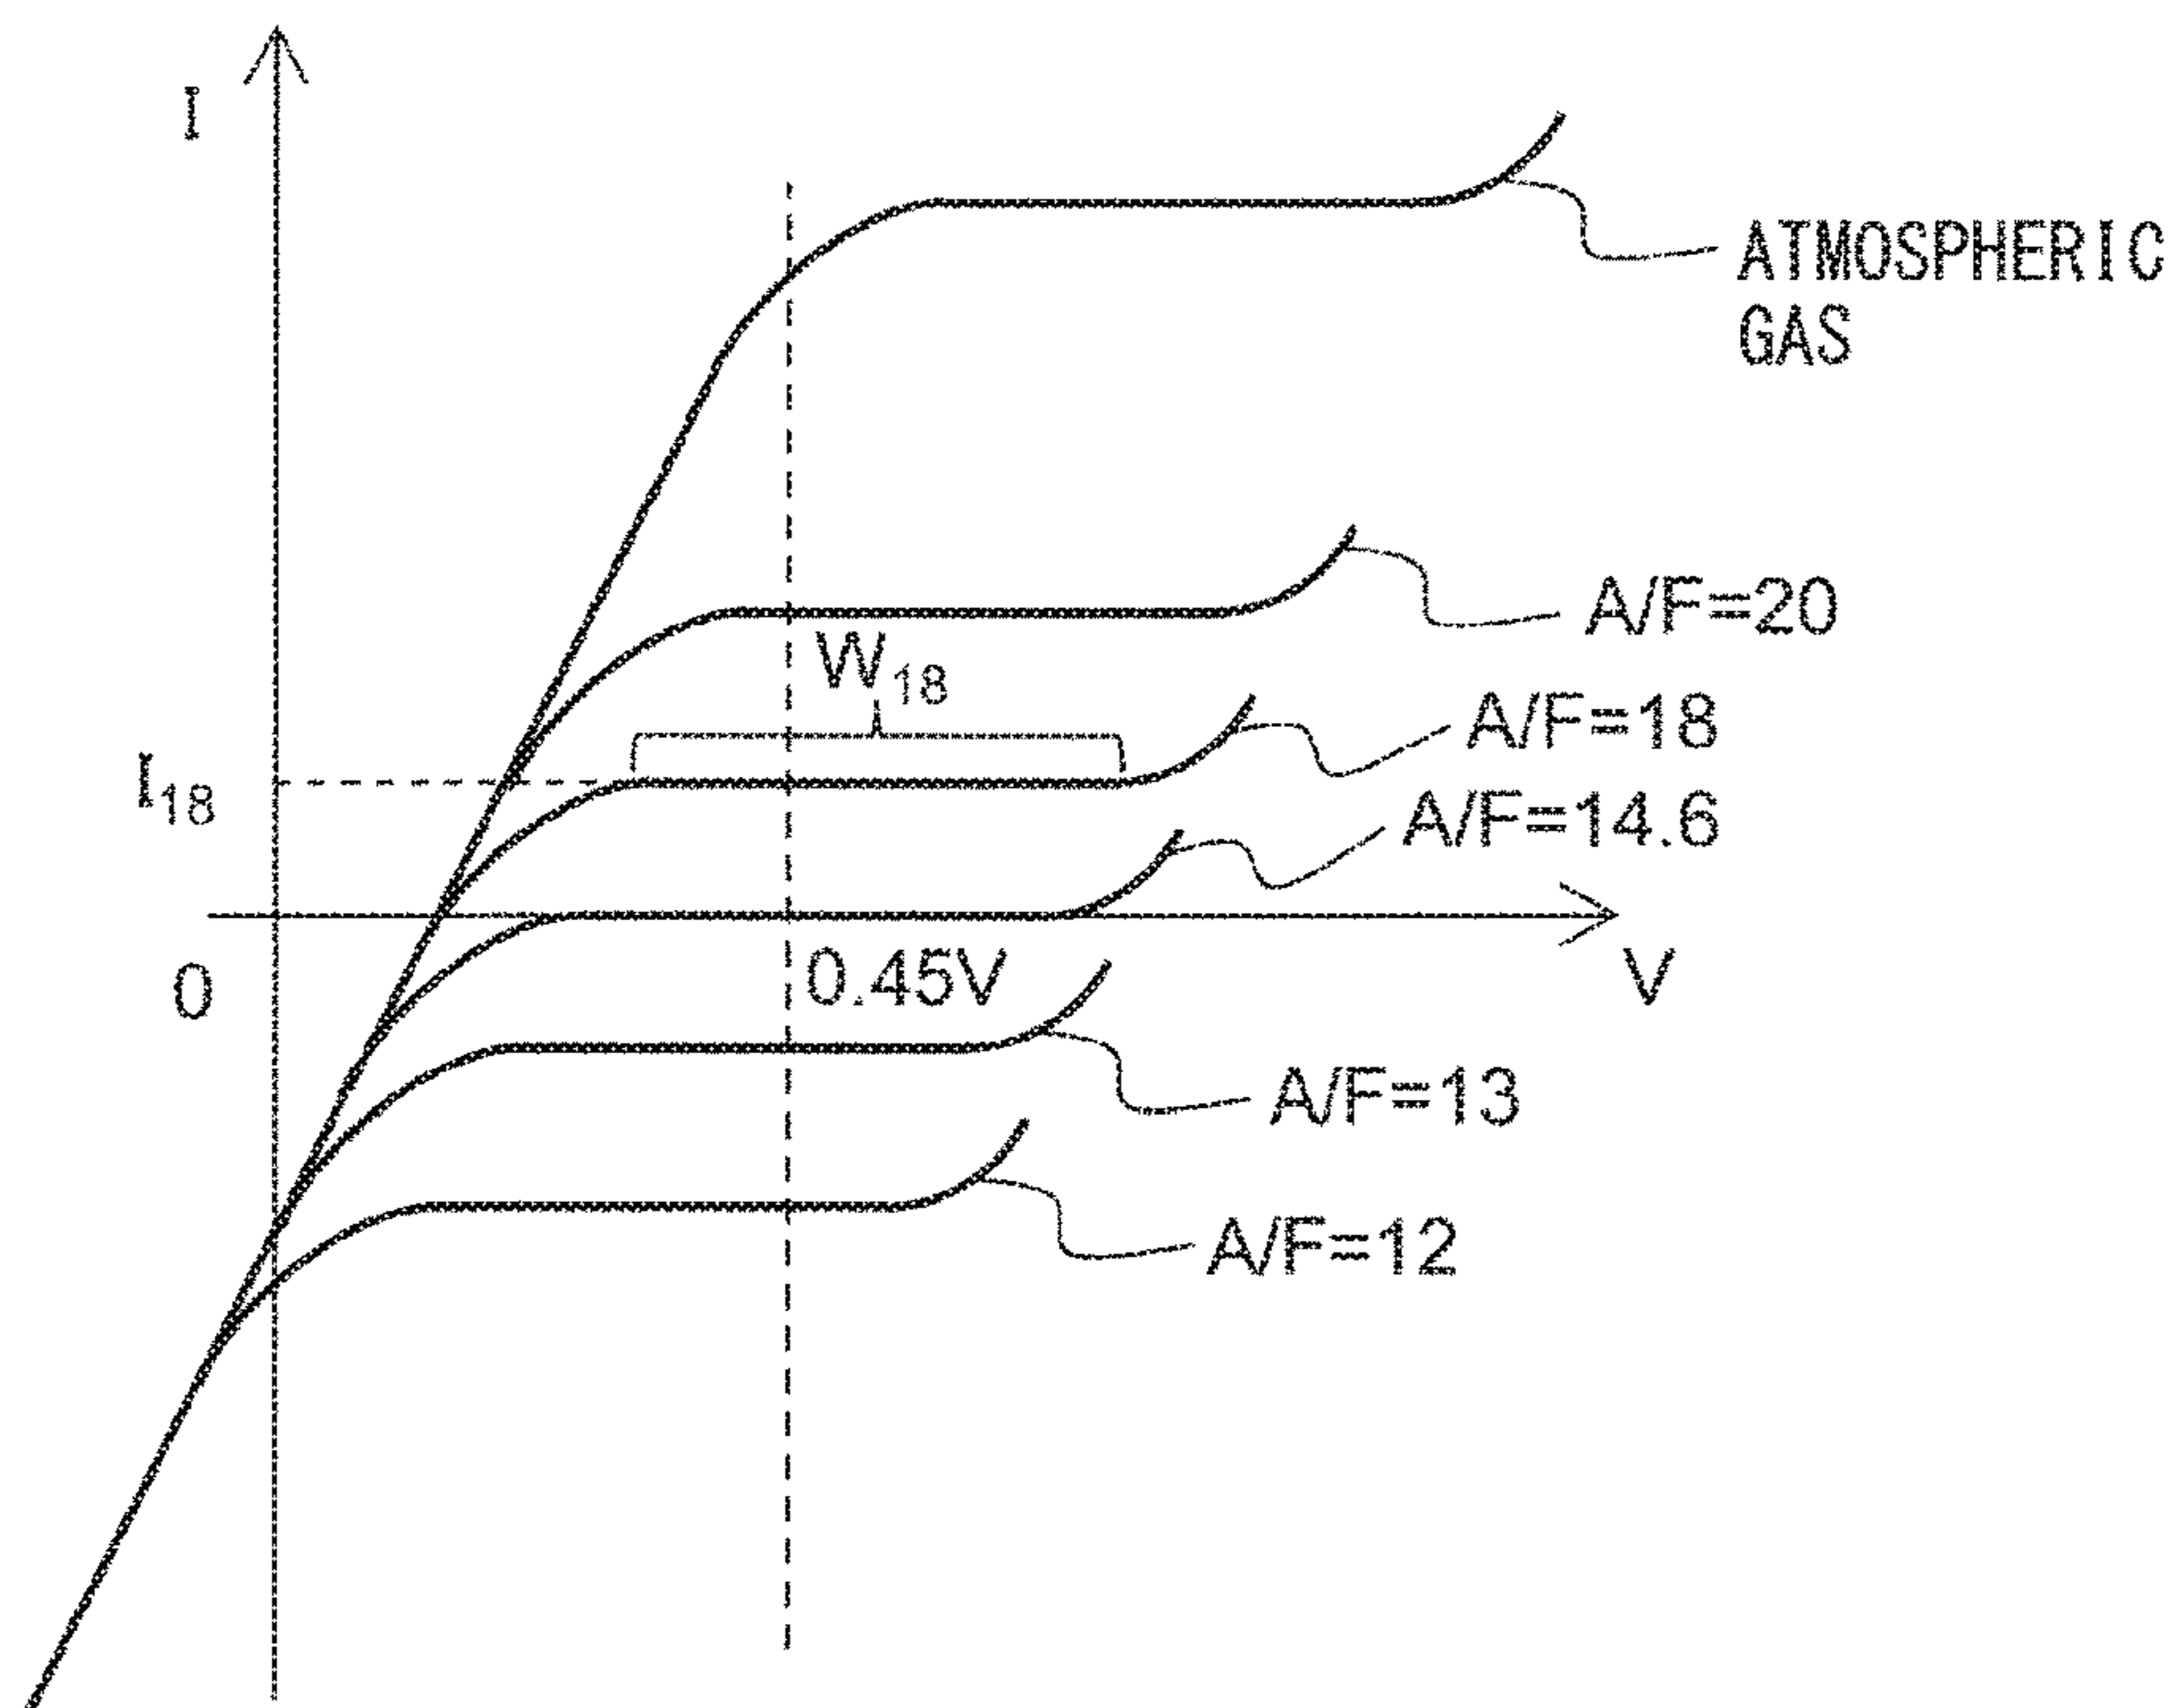 I
ATMOSPHERIC
GAS
A/F=20
W18
A/F=18
I18
A/F=14.6
0
0.45V
V
A/F=13
A/F=12